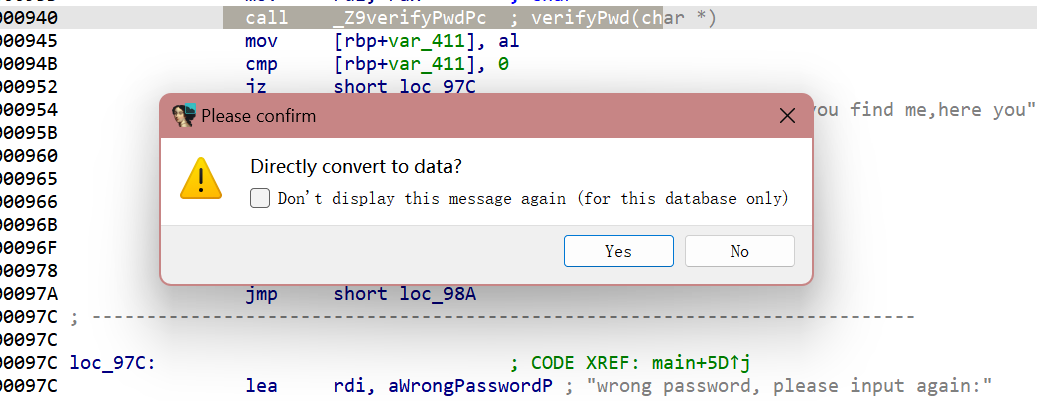 000940 call _Z9verifyPwdPc ; verifyPwd(char *)
000945 mov [rbp+var_411], al
00094B cmp [rbp+var_411], 0
000952 jz short loc_97C
000954 you find me,here you"
00095B
Please confirm
000960
Directly convert to data?
000965
Don't display this message again (for this database only)
000966
00096B
00096F
Yes No
000978
00097A jmp short loc_98A
00097C ; ---------------------------------------------------------------------------
00097C
00097C loc_97C: ; CODE XREF: main+5D↑j
00097C lea rdi, aWrongPasswordP ; "wrong password, please input again:"